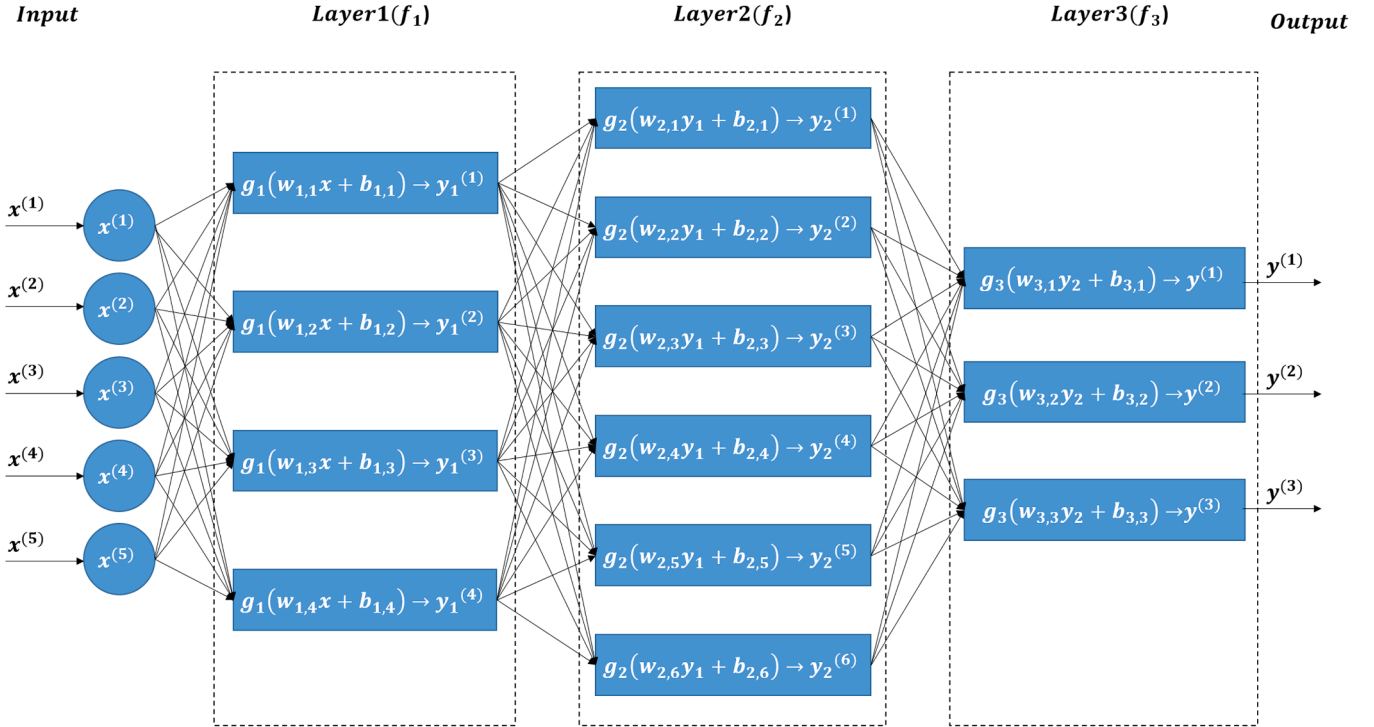 Input Layer1(f₁) Layer2(f₂) Layer3(f₃) Output
x⁽¹⁾
x⁽²⁾
x⁽³⁾
x⁽⁴⁾
x⁽⁵⁾
x⁽¹⁾
x⁽²⁾
x⁽³⁾
x⁽⁴⁾
x⁽⁵⁾
g₁(w₁,₁x + b₁,₁) → y₁⁽¹⁾
g₁(w₁,₂x + b₁,₂) → y₁⁽²⁾
g₁(w₁,₃x + b₁,₃) → y₁⁽³⁾
g₁(w₁,₄x + b₁,₄) → y₁⁽⁴⁾
g₂(w₂,₁y₁ + b₂,₁) → y₂⁽¹⁾
g₂(w₂,₂y₁ + b₂,₂) → y₂⁽²⁾
g₂(w₂,₃y₁ + b₂,₃) → y₂⁽³⁾
g₂(w₂,₄y₁ + b₂,₄) → y₂⁽⁴⁾
g₂(w₂,₅y₁ + b₂,₅) → y₂⁽⁵⁾
g₂(w₂,₆y₁ + b₂,₆) → y₂⁽⁶⁾
g₃(w₃,₁y₂ + b₃,₁) → y⁽¹⁾
g₃(w₃,₂y₂ + b₃,₂) →y⁽²⁾
g₃(w₃,₃y₂ + b₃,₃) →y⁽³⁾
y⁽¹⁾
y⁽²⁾
y⁽³⁾